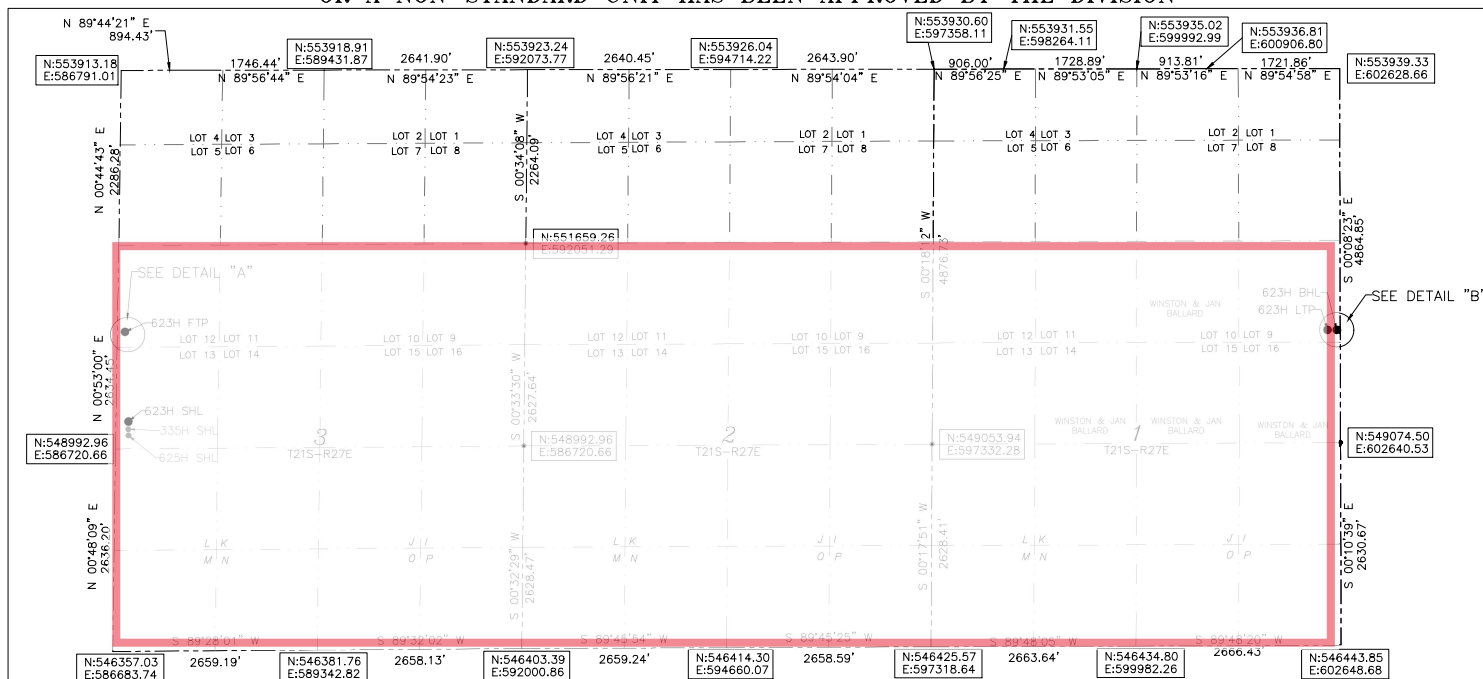 OR A NON-STANDARD UNIT HAS BEEN APPROVED BY THE DIVISION
N 89°44'21" E
894.43'
N:553913.18
E:586791.01
1746.44'
N 89°56'44" E
N:553918.91
E:589431.87
2641.90'
N 89°54'23" E
N:553923.24
E:592073.77
2640.45'
N 89°56'21" E
N:553926.04
E:594714.22
2643.90'
N 89°54'04" E
N:553930.60
E:597358.11
906.00'
N 89°56'25" E
N:553931.55
E:598264.11
1728.89'
N 89°53'05" E
N:553935.02
E:599992.99
913.81'
N 89°53'16" E
N:553936.81
E:600906.80
1721.86'
N 89°54'58" E
N:553939.33
E:602628.66
LOT 4 LOT 3
LOT 5 LOT 6
LOT 2 LOT 1
LOT 7 LOT 8
LOT 4 LOT 3
LOT 5 LOT 6
LOT 2 LOT 1
LOT 7 LOT 8
LOT 4 LOT 3
LOT 5 LOT 6
LOT 2 LOT 1
LOT 7 LOT 8
N 00°44'43" E
2286.28'
S 00°34'08" W
2264.09'
N:551659.26
E:592051.29
S 00°18'12" W
4876.73'
S 00°08'23" E
4864.85'
SEE DETAIL "A"
623H FTP
WINSTON & JAN
BALLARD
623H BHL
623H LTP
SEE DETAIL "B"
LOT 12 LOT 11
LOT 13 LOT 14
LOT 10 LOT 9
LOT 15 LOT 16
LOT 12 LOT 11
LOT 13 LOT 14
LOT 10 LOT 9
LOT 15 LOT 16
LOT 12 LOT 11
LOT 13 LOT 14
LOT 10 LOT 9
LOT 15 LOT 16
N 00°53'00" E
2634.45'
S 00°33'30" W
2627.64'
623H SHL
335H SHL
625H SHL
WINSTON & JAN
BALLARD
WINSTON & JAN
BALLARD
WINSTON & JAN
BALLARD
N:548992.96
E:586720.66
3
T21S-R27E
N:548992.96
E:586720.66
2
T21S-R27E
N:549053.94
E:597332.28
1
T21S-R27E
N:549074.50
E:602640.53
N 00°48'09" E
2636.20'
S 00°32'29" W
2628.47'
S 00°17'51" W
2628.41'
S 00°10'39" E
2630.67'
L K
M N
J I
O P
L K
M N
J I
O P
L K
M N
J I
O P
S 89°28'01" W
S 89°32'02" W
S 89°45'54" W
S 89°45'25" W
S 89°48'05" W
S 89°48'20" W
N:546357.03
E:586683.74
2659.19'
N:546381.76
E:589342.82
2658.13'
N:546403.39
E:592000.86
2659.24'
N:546414.30
E:594660.07
2658.59'
N:546425.57
E:597318.64
2663.64'
N:546434.80
E:599982.26
2666.43'
N:546443.85
E:602648.68